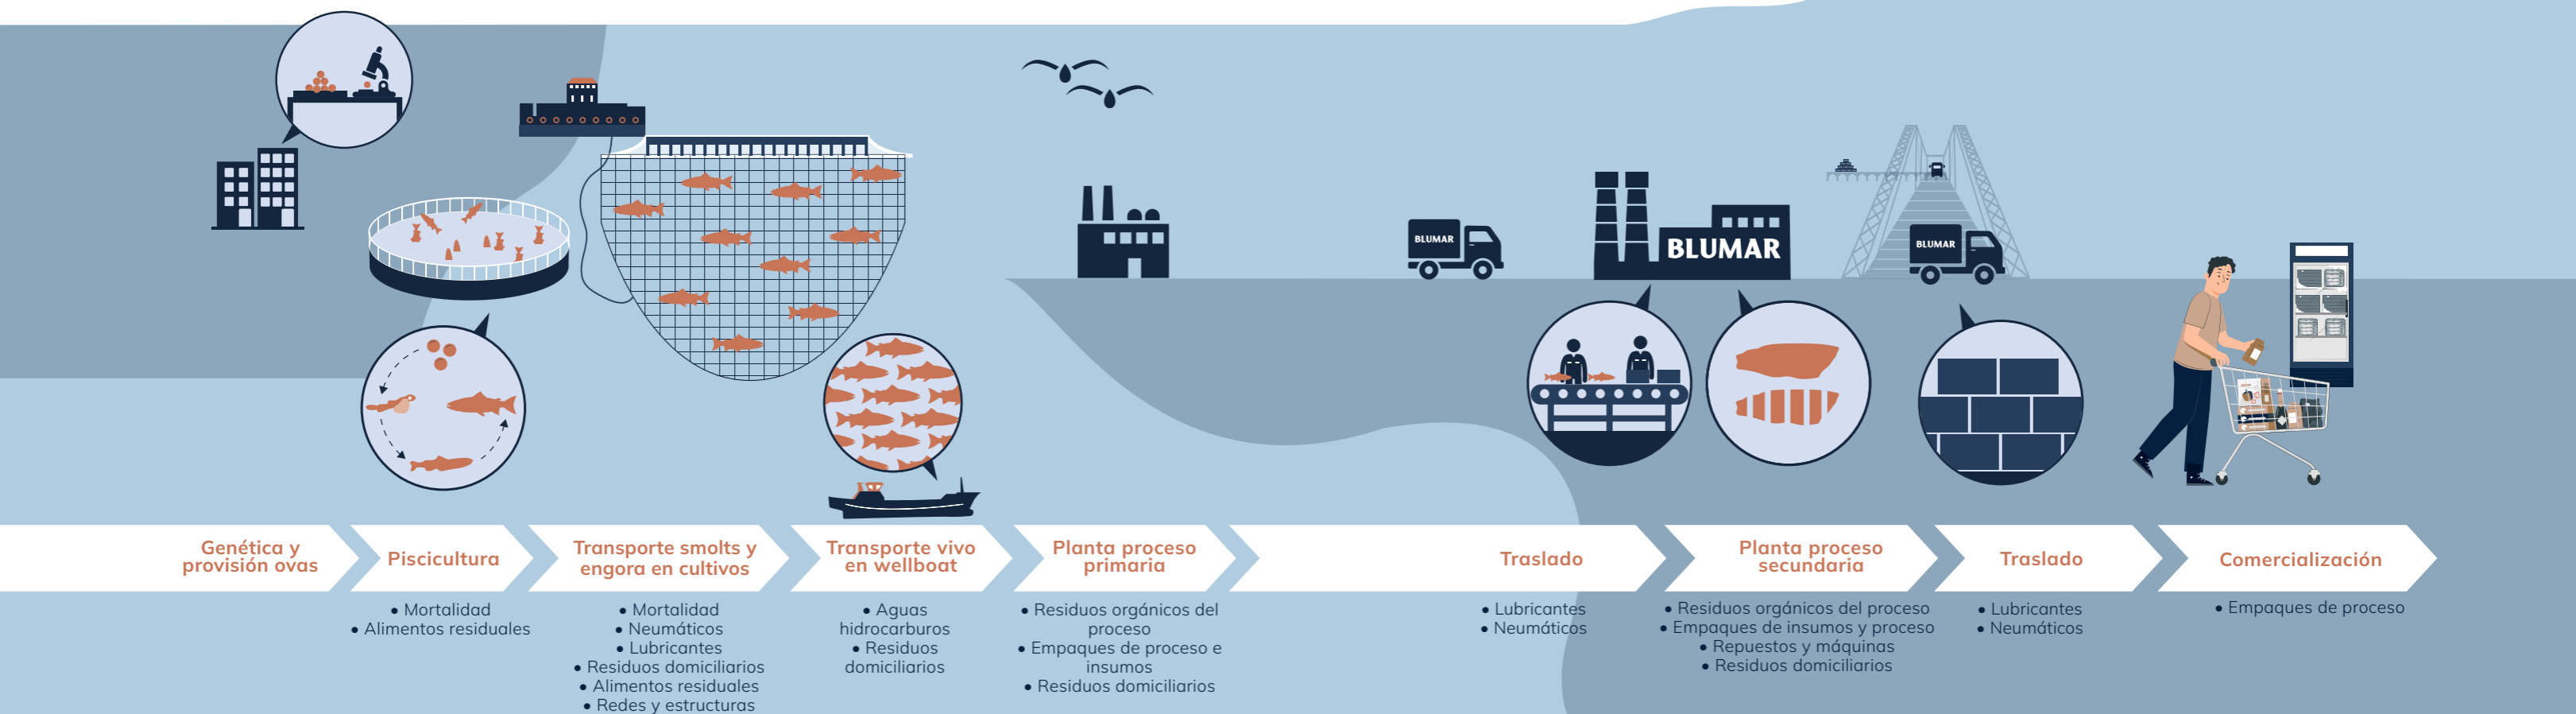 BLUMAR
BLUMAR
BLUMAR
Genética y
provisión ovas
Piscicultura
• Mortalidad
• Alimentos residuales
Transporte smolts y
engora en cultivos
• Mortalidad
• Neumáticos
• Lubricantes
• Residuos domiciliarios
• Alimentos residuales
• Redes y estructuras
Transporte vivo
en wellboat
• Aguas
hidrocarburos
• Residuos
domiciliarios
Planta proceso
primaria
• Residuos orgánicos del
proceso
• Empaques de proceso e
insumos
• Residuos domiciliarios
Traslado
• Lubricantes
• Neumáticos
Planta proceso
secundaria
• Residuos orgánicos del proceso
• Empaques de insumos y proceso
• Repuestos y máquinas
• Residuos domiciliarios
Traslado
• Lubricantes
• Neumáticos
Comercialización
• Empaques de proceso